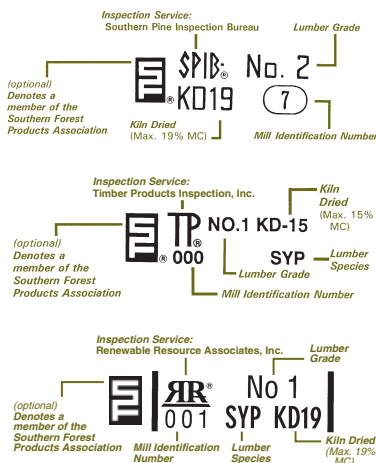 Inspection Service:
Southern Pine Inspection Bureau
Lumber Grade
SPIB:® No. 2
(optional)
Denotes a
member of the
Southern Forest
Products Association
® KD19 7
Kiln Dried
(Max. 19% MC)
Mill Identification Number
Inspection Service:
Timber Products Inspection, Inc.
Kiln
Dried
(Max. 15%
MC)
TP® NO.1 KD-15
® 000 SYP
Lumber
Species
(optional)
Denotes a
member of the
Southern Forest
Products Association
Lumber Grade
Mill Identification Number
Inspection Service:
Renewable Resource Associates, Inc.
Lumber
Grade
RR® No 1
001 SYP KD19
(optional)
Denotes a
member of the
Southern Forest
Products Association
Mill Identification
Number
Lumber
Species
Kiln Dried
(Max. 19%
MC)